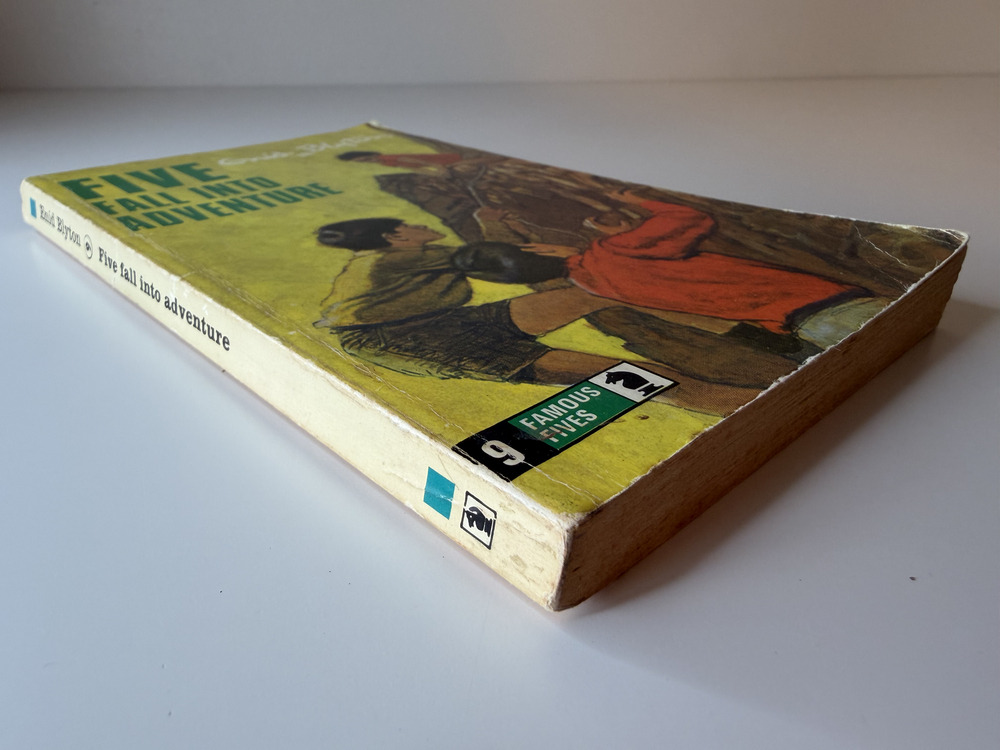 Enid Blyton
FIVE
FALL INTO
ADVENTURE
9
FAMOUS
FIVES
Enid Blyton
Five fall into adventure